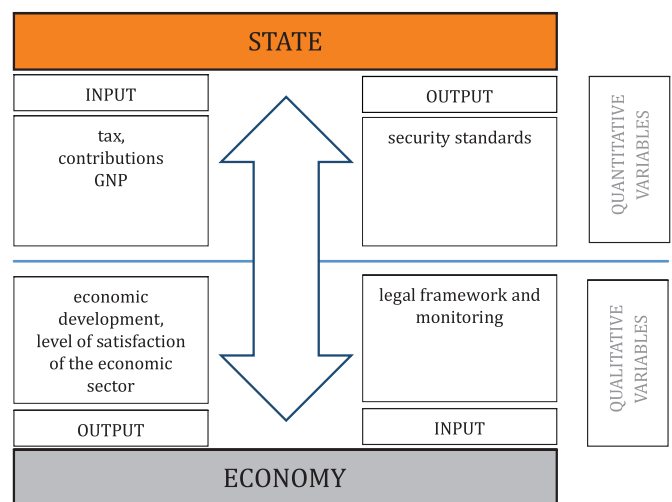 STATE
INPUT
OUTPUT
tax,
contributions
GNP
security standards
QUANTITATIVE
VARIABLES
economic
development,
level of satisfaction
of the economic
sector
legal framework and
monitoring
QUALITATIVE
VARIABLES
OUTPUT
INPUT
ECONOMY